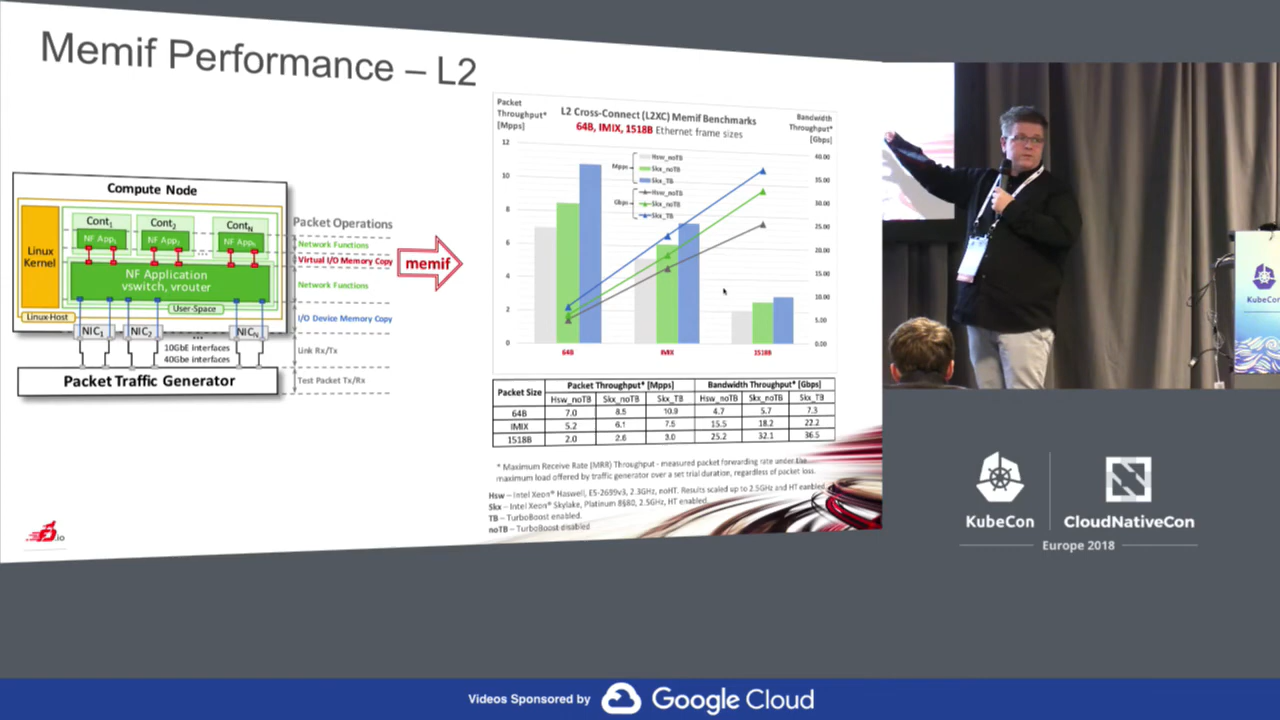 Memif Performance – L2
Compute Node
Linux Kernel
Cont1
Cont2
ContN
NF App1
NF App2
...
NF Application
vswitch, vrouter
User-Space
Linux-Host
NIC1
NIC2
...
NICN
10GbE interfaces
40Gbe interfaces
Packet Traffic Generator
Packet Operations
Network Functions
Virtual I/O Memory Copy
Network Functions
I/O Device Memory Copy
Link Rx/Tx
Test Packet Tx/Rx
memif
Packet
Throughput*
[Mpps]
L2 Cross-Connect (L2XC) Memif Benchmarks
64B, IMIX, 1518B Ethernet frame sizes
Bandwidth
Throughput*
[Gbps]
12
10
8
6
4
2
0
Mpps
Hsw_noTB
Skx_noTB
Skx_TB
Gbps
Hsw_noTB
Skx_noTB
Skx_TB
40.00
35.00
30.00
25.00
20.00
15.00
10.00
5.00
0.00
64B
IMIX
1518B
Packet Size Packet Throughput* [Mpps] Bandwidth Throughput* [Gbps]
Hsw_noTB Skx_noTB Skx_TB Hsw_noTB Skx_noTB Skx_TB
64B 7.0 8.5 10.9 4.7 5.7 7.3
IMIX 5.2 6.1 7.5 15.5 18.2 22.2
1518B 2.0 2.6 3.0 25.2 32.1 36.5
* Maximum Receive Rate (MRR) Throughput - measured packet forwarding rate under the
maximum load offered by traffic generator over a set trial duration, regardless of packet loss.
Hsw – Intel Xeon® Haswell, E5-2699v3, 2.3GHz, noHT. Results scaled up to 2.5GHz and HT enabled.
Skx – Intel Xeon® Skylake, Platinum 8180, 2.5GHz, HT enabled.
TB – TurboBoost enabled.
noTB – TurboBoost disabled
.io
KubeCon
KubeCon
CloudNativeCon
Europe 2018
Videos Sponsored by
Google Cloud